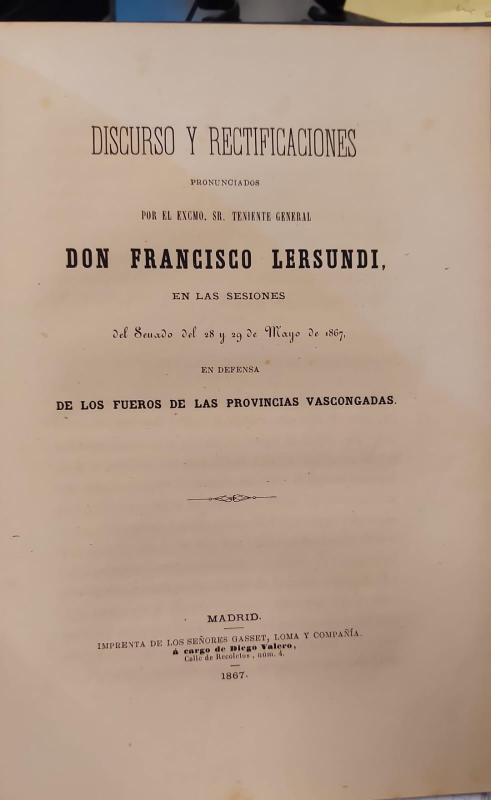 DISCURSO Y RECTIFICACIONES
PRONUNCIADOS
POR EL EXCMO. SR. TENIENTE GENERAL
DON FRANCISCO LERSUNDI,
EN LAS SESIONES
del Senado del 28 y 29 de Mayo de 1867,
EN DEFENSA
DE LOS FUEROS DE LAS PROVINCIAS VASCONGADAS.
MADRID.
IMPRENTA DE LOS SEÑORES GASSET, LOMA Y COMPAÑÍA.
á cargo de Diego Valero,
Calle de Recoletos, núm. 4.
1867.